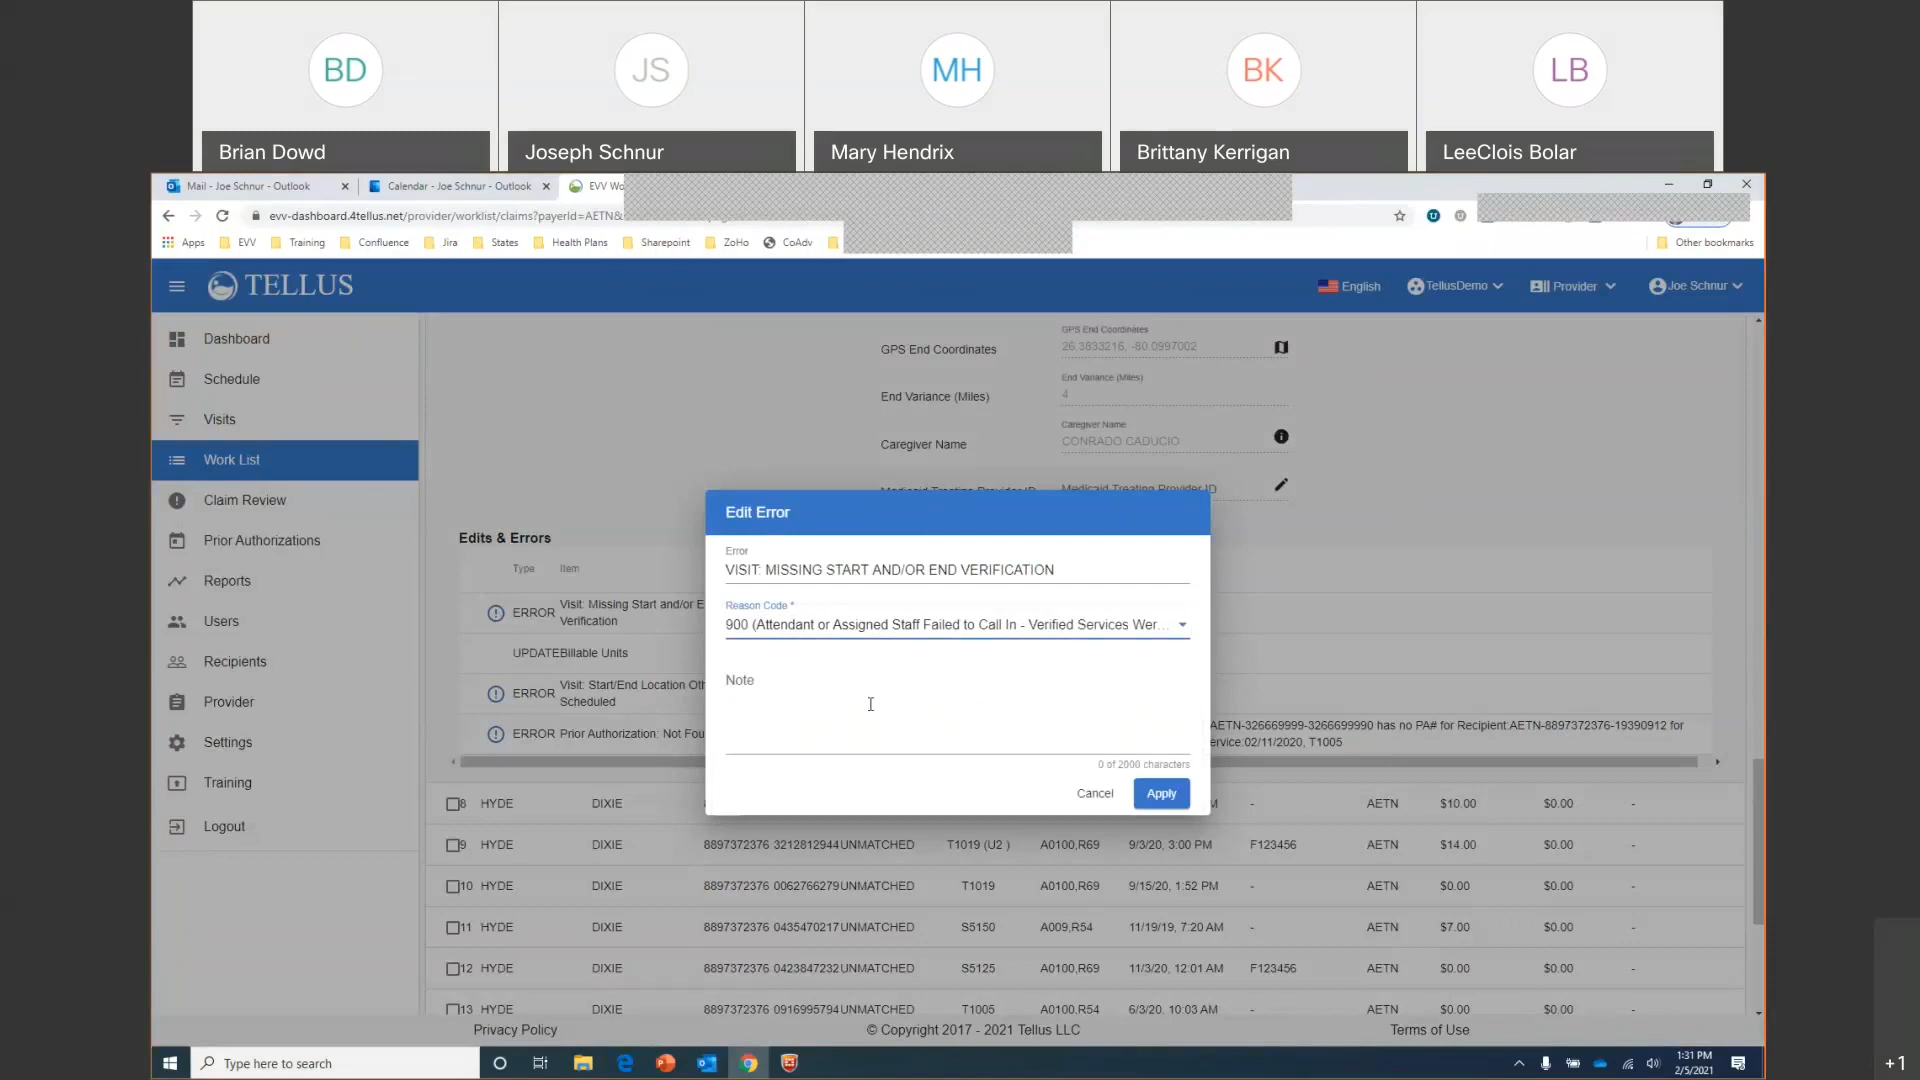 BD JS MH BK LB
Brian Dowd Joseph Schnur Mary Hendrix Brittany Kerrigan LeeClois Bolar
Mail - Joe Schnur - Outlook Calendar - Joe Schnur - Outlook EVV Wo
evv-dashboard.4tellus.net/provider/worklist/claims?payerId=AETN&
Apps EVV Training Confluence Jira States Health Plans Sharepoint ZoHo CoAdv Other bookmarks
TELLUS English TellusDemo Provider Joe Schnur
Dashboard
Schedule
Visits
Work List
Claim Review
Prior Authorizations
Reports
Users
Recipients
Provider
Settings
Training
Logout
GPS End Coordinates
GPS End Coordinates 26.3833216, -80.0997002
End Variance (Miles)
End Variance (Miles) 4
Caregiver Name
Caregiver Name CONRADO CADUCIO
Medicaid Treating Provider ID Medicaid Treating Provider ID
Edits & Errors
Type Item
ERROR Visit: Missing Start and/or E
Verification
UPDATE Billable Units
ERROR Visit: Start/End Location Oth
Scheduled
ERROR Prior Authorization: Not Fou
AETN-326669999-3266699990 has no PA# for Recipient:AETN-8897372376-19390912 for
ervice:02/11/2020, T1005
Edit Error
Error
VISIT: MISSING START AND/OR END VERIFICATION
Reason Code *
900 (Attendant or Assigned Staff Failed to Call In - Verified Services Wer...
Note
0 of 2000 characters
Cancel Apply
8 HYDE DIXIE M - AETN $10.00 $0.00 -
9 HYDE DIXIE 8897372376 3212812944 UNMATCHED T1019 (U2 ) A0100,R69 9/3/20, 3:00 PM F123456 AETN $14.00 $0.00 -
10 HYDE DIXIE 8897372376 0062766279 UNMATCHED T1019 A0100,R69 9/15/20, 1:52 PM - AETN $0.00 $0.00 -
11 HYDE DIXIE 8897372376 0435470217 UNMATCHED S5150 A009,R54 11/19/19, 7:20 AM - AETN $7.00 $0.00 -
12 HYDE DIXIE 8897372376 0423847232 UNMATCHED S5125 A0100,R69 11/3/20, 12:01 AM F123456 AETN $0.00 $0.00 -
13 HYDE DIXIE 8897372376 0916995794 UNMATCHED T1005 A0100,R54 6/3/20, 10:03 AM - AETN $0.00 $0.00 -
Privacy Policy © Copyright 2017 - 2021 Tellus LLC Terms of Use
Type here to search
1:31 PM
2/5/2021
+1